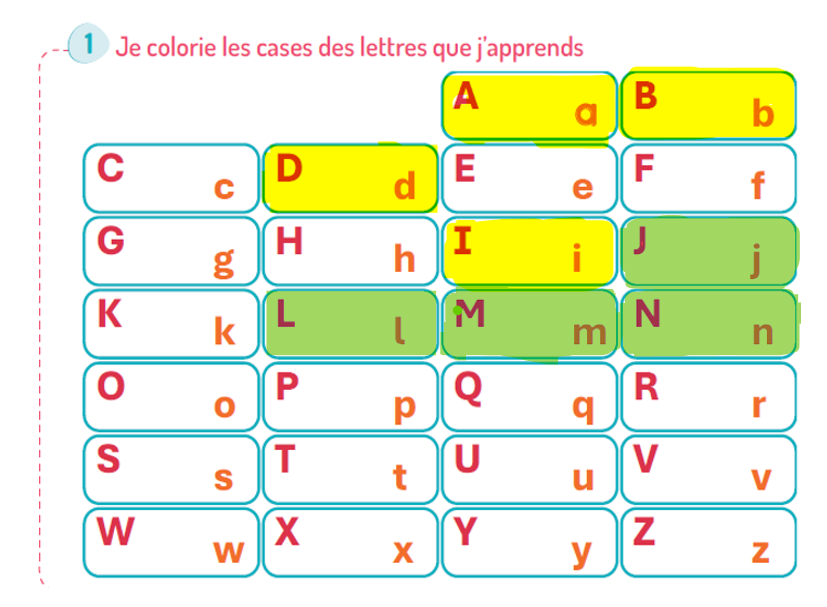 1 Je colorie les cases des lettres que j'apprends
A a B b
C c D d E e F f
G g H h I i J j
K k L l M m N n
O o P p Q q R r
S s T t U u V v
W w X x Y y Z z